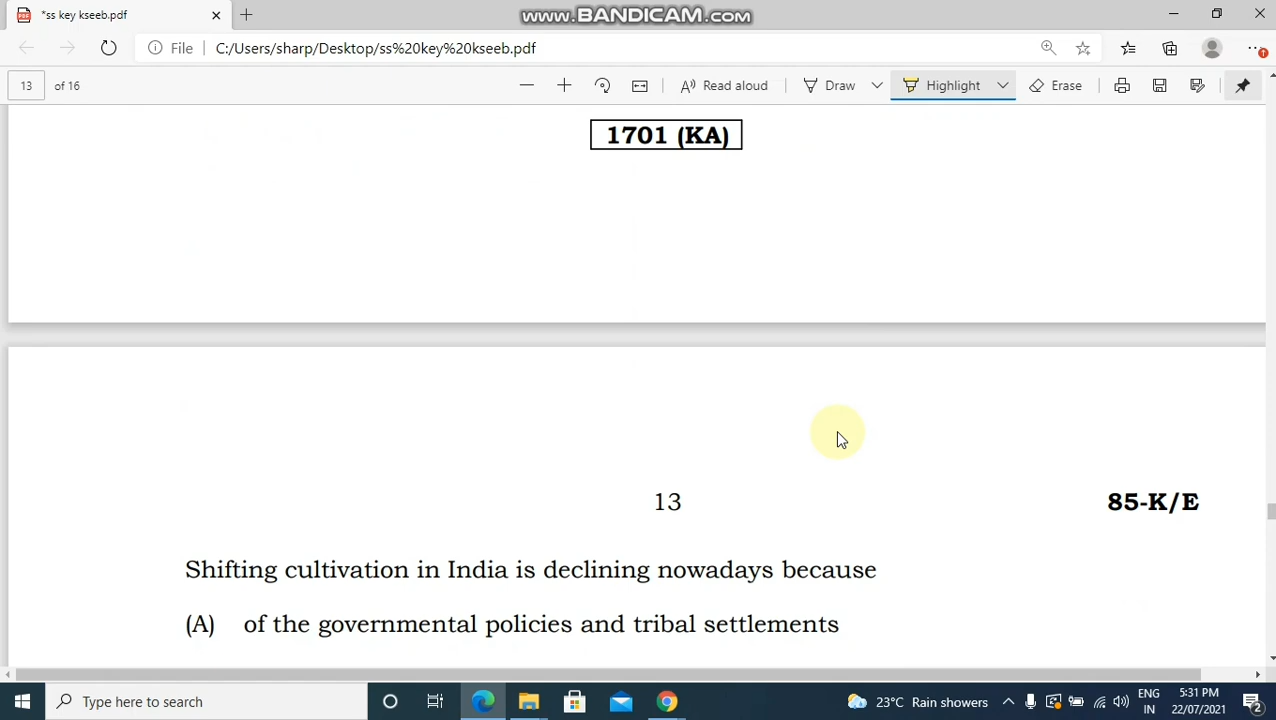 *ss key kseeb.pdf
www.BANDICAM.com
File
C:/Users/sharp/Desktop/ss%20key%20kseeb.pdf
13 of 16
Read aloud
Draw
Highlight
Erase
1701 (KA)
13
85-K/E
Shifting cultivation in India is declining nowadays because
(A) of the governmental policies and tribal settlements
Type here to search
23°C Rain showers
ENG
IN
5:31 PM
22/07/2021
2